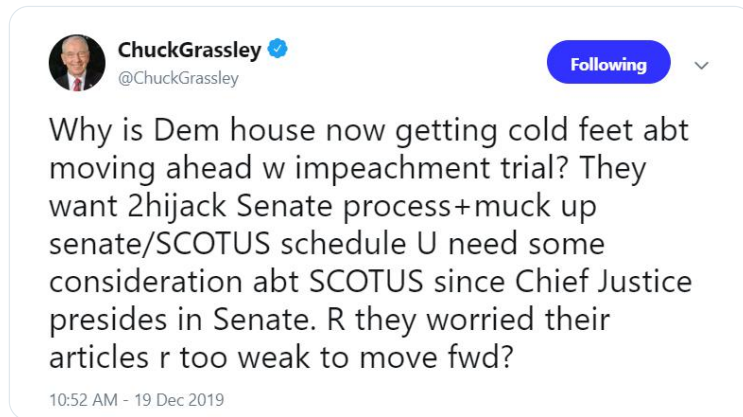 ChuckGrassley
@ChuckGrassley
Following
Why is Dem house now getting cold feet abt
moving ahead w impeachment trial? They
want 2hijack Senate process+muck up
senate/SCOTUS schedule U need some
consideration abt SCOTUS since Chief Justice
presides in Senate. R they worried their
articles r too weak to move fwd?
10:52 AM - 19 Dec 2019